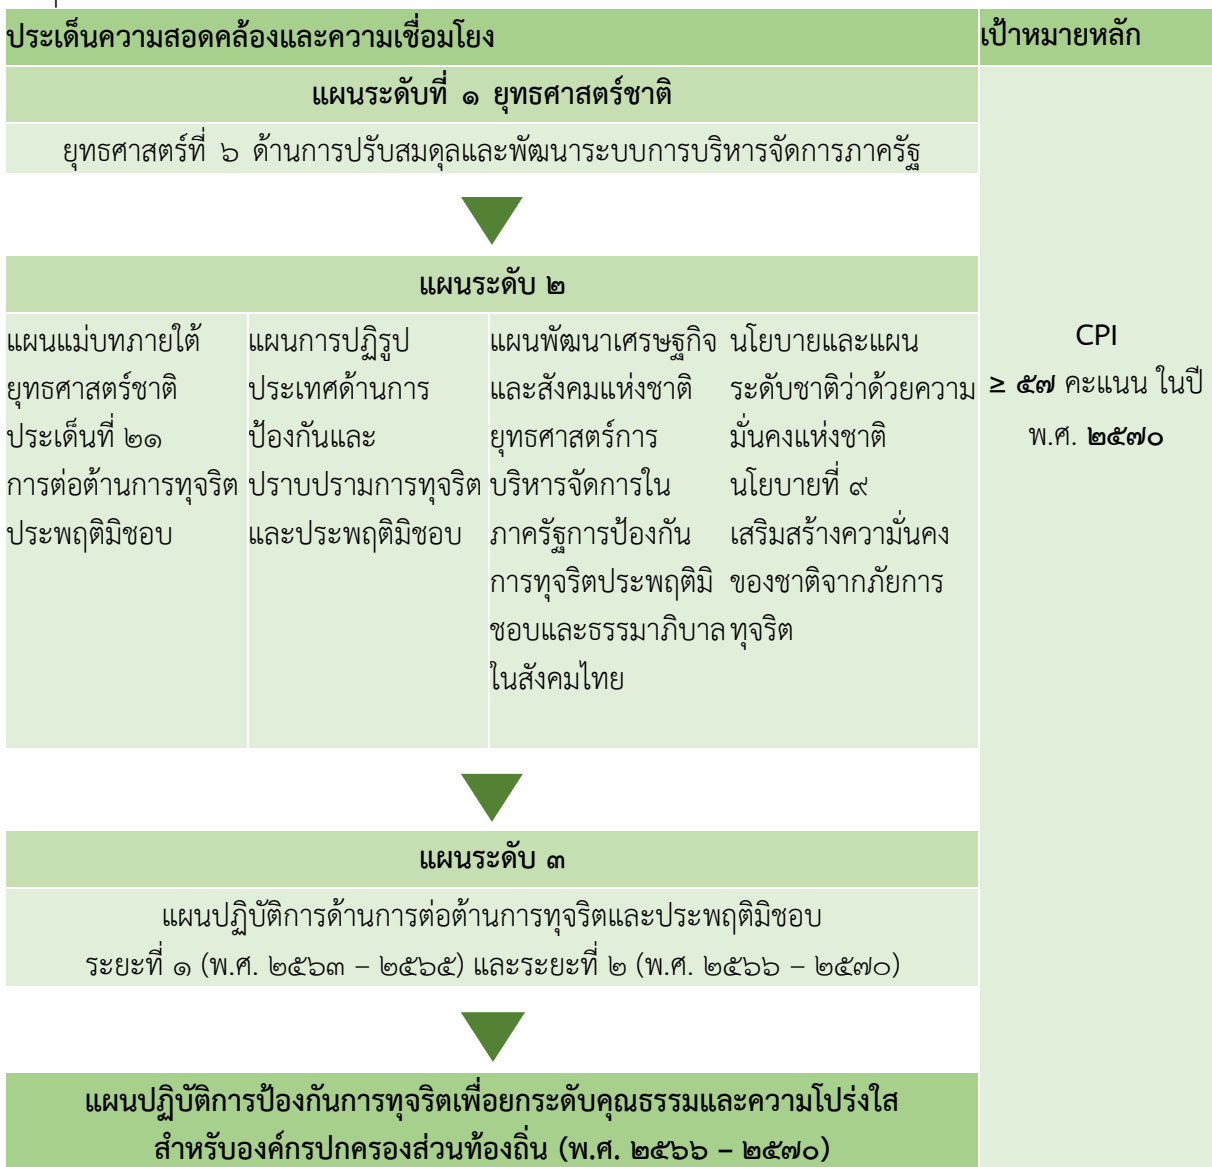 ประเด็นความสอดคล้องและความเชื่อมโยง
เป้าหมายหลัก
แผนระดับที่ ๑ ยุทธศาสตร์ชาติ
ยุทธศาสตร์ที่ ๖ ด้านการปรับสมดุลและพัฒนาระบบการบริหารจัดการภาครัฐ
แผนระดับ ๒
แผนแม่บทภายใต้
ยุทธศาสตร์ชาติ
ประเด็นที่ ๒๑
การต่อต้านการทุจริต
ประพฤติมิชอบ
แผนการปฏิรูป
ประเทศด้านการ
ป้องกันและ
ปราบปรามการทุจริต
และประพฤติมิชอบ
แผนพัฒนาเศรษฐกิจ
และสังคมแห่งชาติ
ยุทธศาสตร์การ
บริหารจัดการใน
ภาครัฐการป้องกัน
การทุจริตประพฤติมิ
ชอบและธรรมาภิบาล
ในสังคมไทย
นโยบายและแผน
ระดับชาติว่าด้วยความ
มั่นคงแห่งชาติ
นโยบายที่ ๙
เสริมสร้างความั่นคง
ของชาติจากภัยการ
ทุจริต
CPI
≥ ๕๗ คะแนน ในปี
พ.ศ. ๒๕๗๐
แผนระดับ ๓
แผนปฏิบัติการด้านการต่อต้านการทุจริตและประพฤติมิชอบ
ระยะที่ ๑ (พ.ศ. ๒๕๖๓ – ๒๕๖๕) และระยะที่ ๒ (พ.ศ. ๒๕๖๖ – ๒๕๗๐)
แผนปฏิบัติการป้องกันการทุจริตเพื่อยกระดับคุณธรรมและความโปร่งใส
สำหรับองค์กรปกครองส่วนท้องถิ่น (พ.ศ. ๒๕๖๖ – ๒๕๗๐)